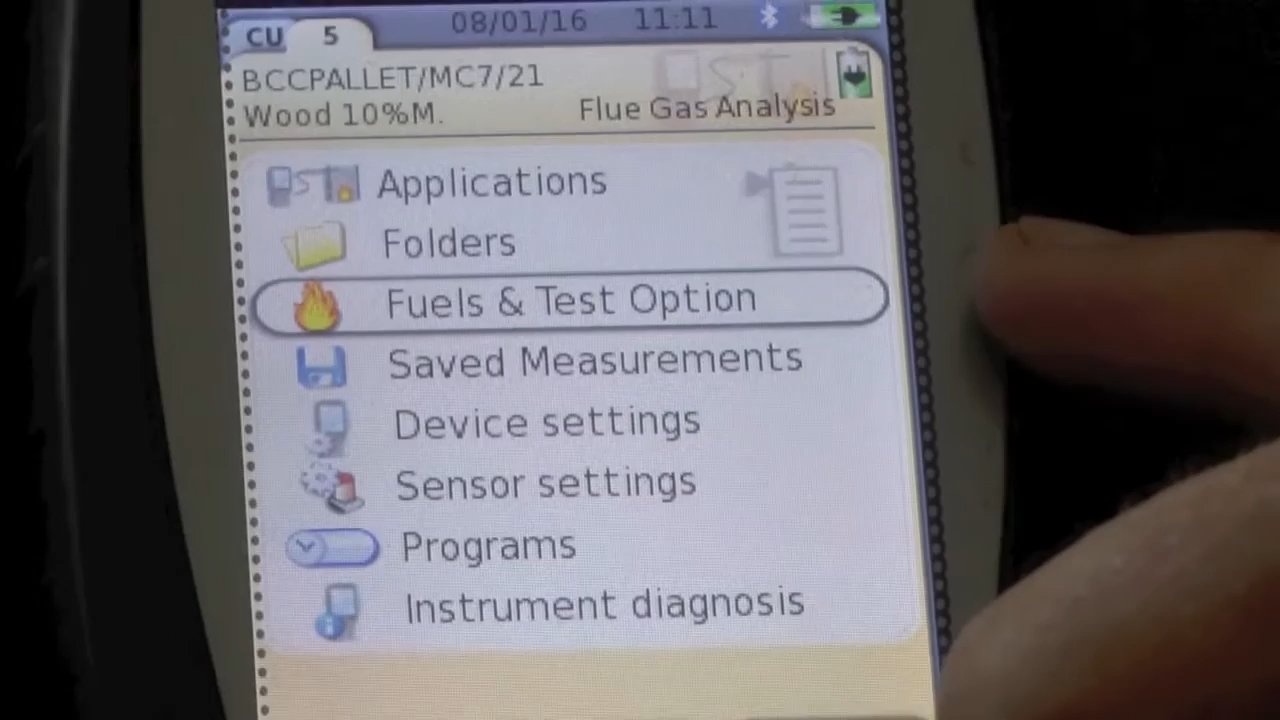 CU 5 08/01/16 11:11
BCCPALLET/MC7/21
Wood 10%M. Flue Gas Analysis
Applications
Folders
Fuels & Test Option
Saved Measurements
Device settings
Sensor settings
Programs
Instrument diagnosis